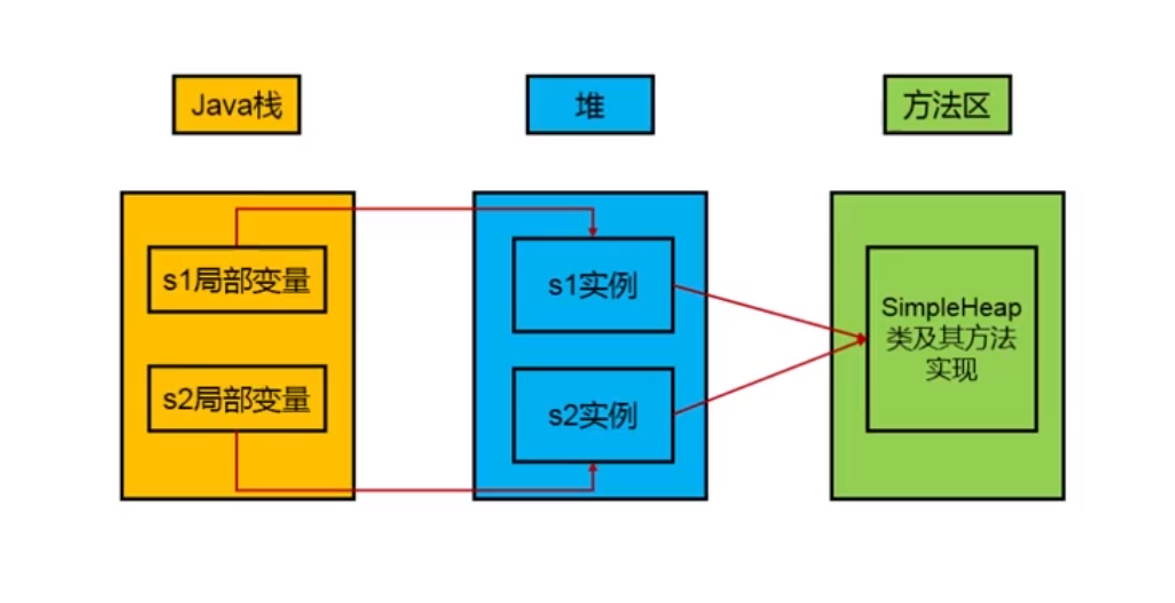 Java栈
堆
方法区
s1局部变量
s2局部变量
s1实例
s2实例
SimpleHeap
类及其方法
实现